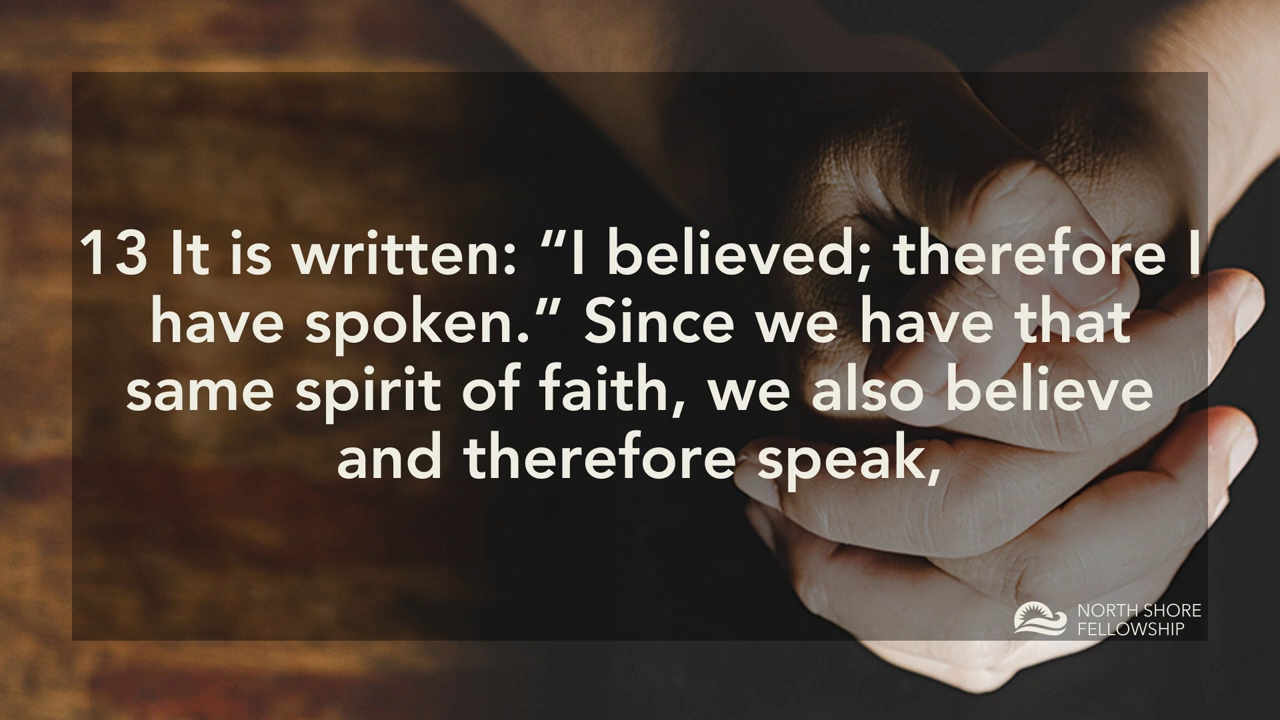 13 It is written: “I believed; therefore I
have spoken.” Since we have that
same spirit of faith, we also believe
and therefore speak,
NORTH SHORE
FELLOWSHIP